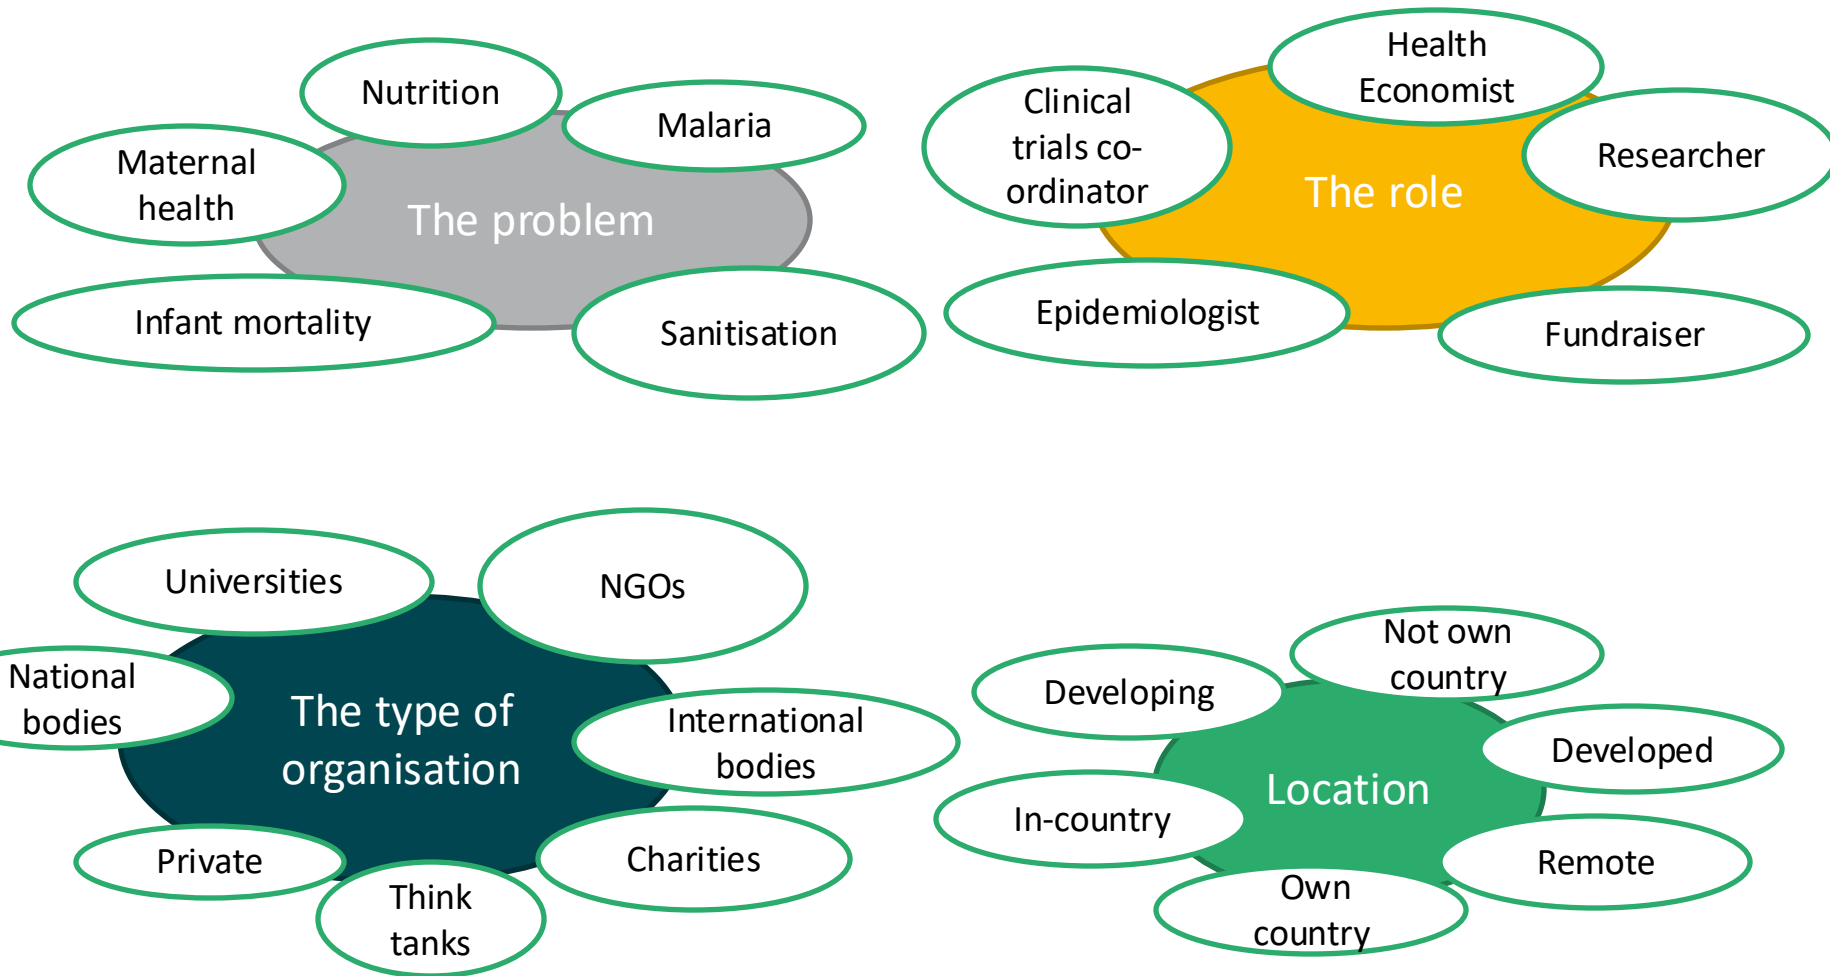 Nutrition
Malaria
Maternal
health
The problem
Infant mortality
Sanitisation
Health
Economist
Clinical
trials co-
ordinator
Researcher
The role
Epidemiologist
Fundraiser
Universities
NGOs
National
bodies
The type of
organisation
International
bodies
Private
Charities
Think
tanks
Not own
country
Developing
Developed
Location
In-country
Remote
Own
country